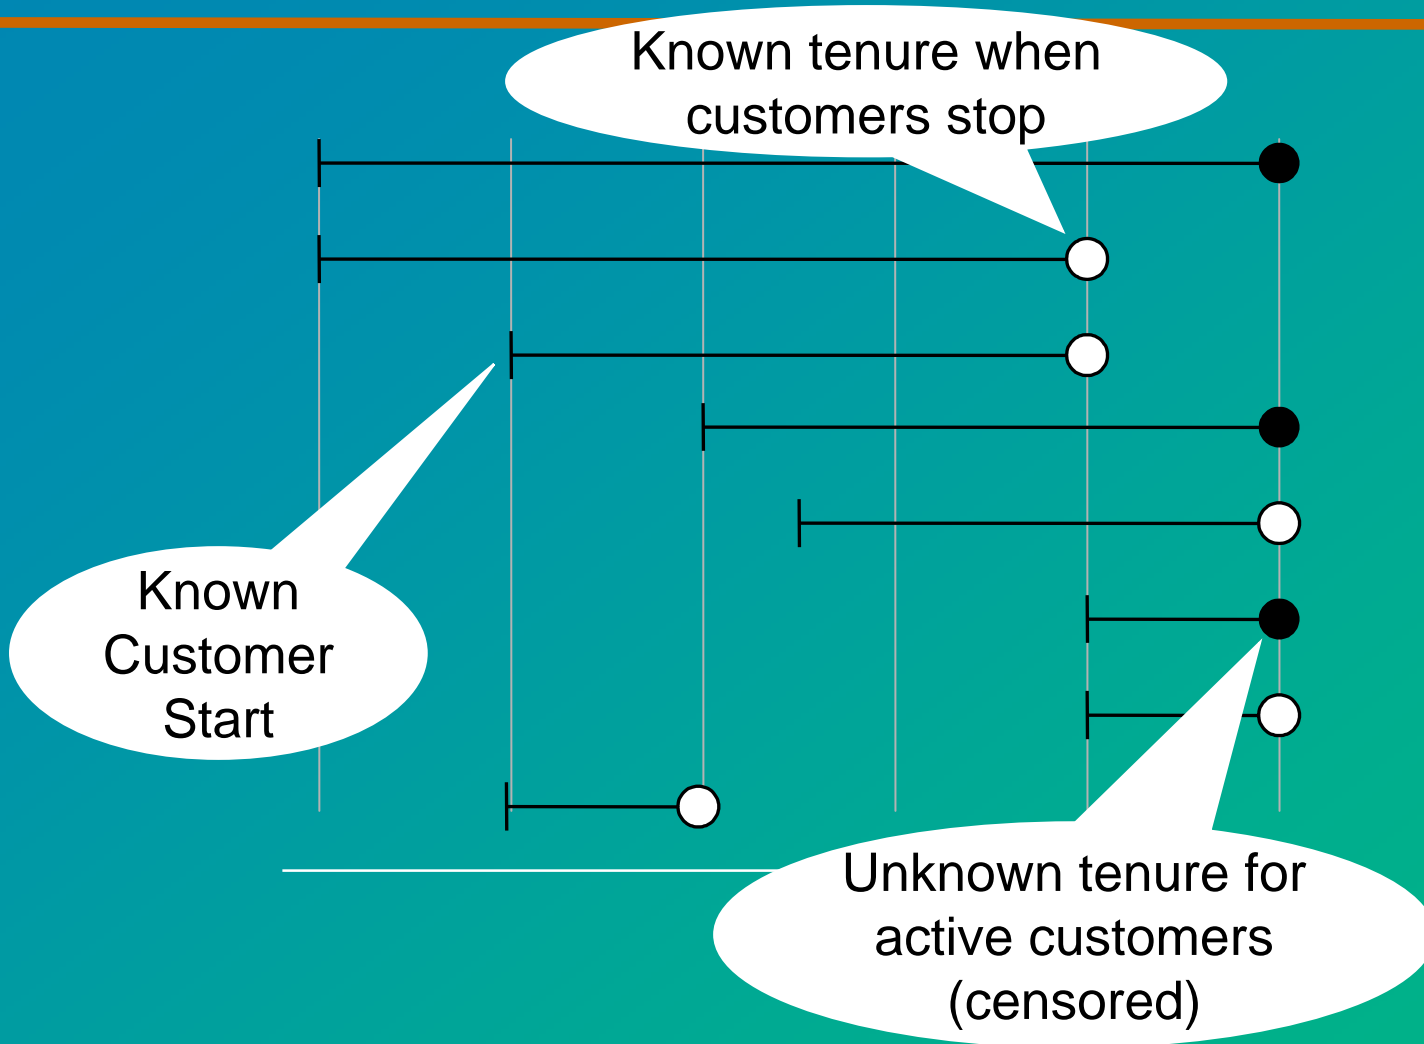 Known tenure when
customers stop
Known
Customer
Start
Unknown tenure for
active customers
(censored)